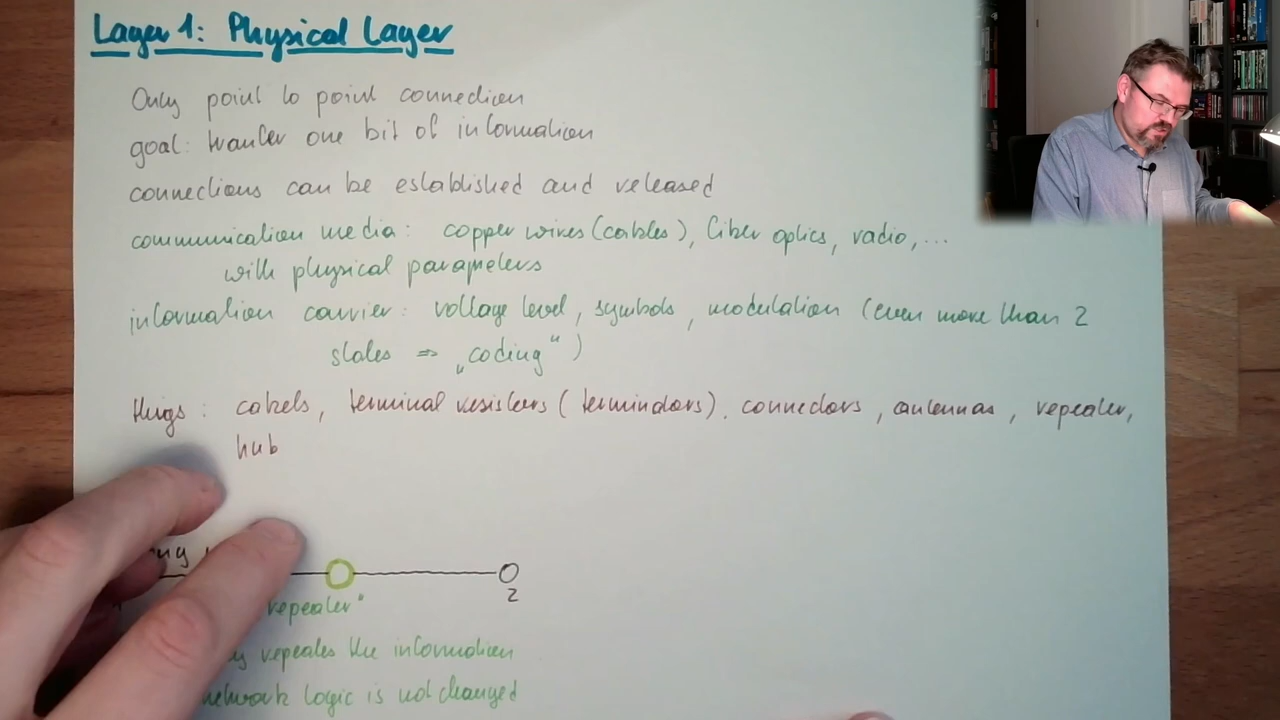 Layer 1: Physical Layer
Only point to point connection
goal: transfer one bit of information
connections can be established and released
communication media: copper wires (cables), fiber optics, radio, ...
with physical parameters
information carrier: voltage level, symbols, modulation (even more than 2
states ⇒ „coding“)
things: cabels, terminal resistors (terminators), connectors, antennas, repeater,
hub
2
repeater"
repeates the information
network logic is not changed